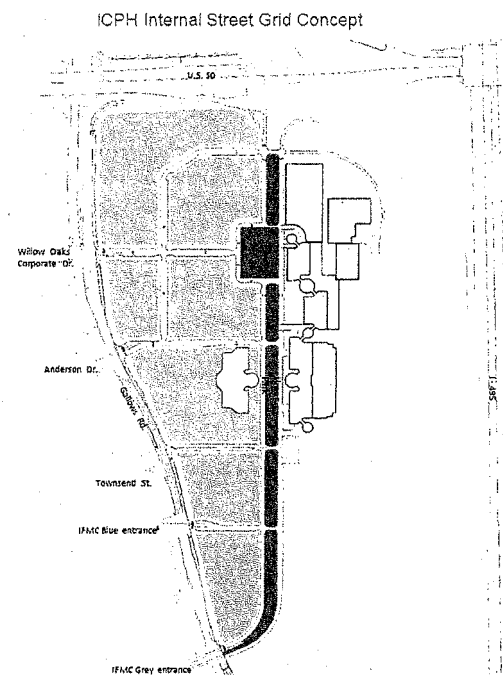 ICPH Internal Street Grid Concept
U.S. 50
Willow Oaks
Corporate Dr.
Anderson Dr.
Gallows Rd.
I-495
Townsend St.
IFMC Blue entrance
IFMC Grey entrance